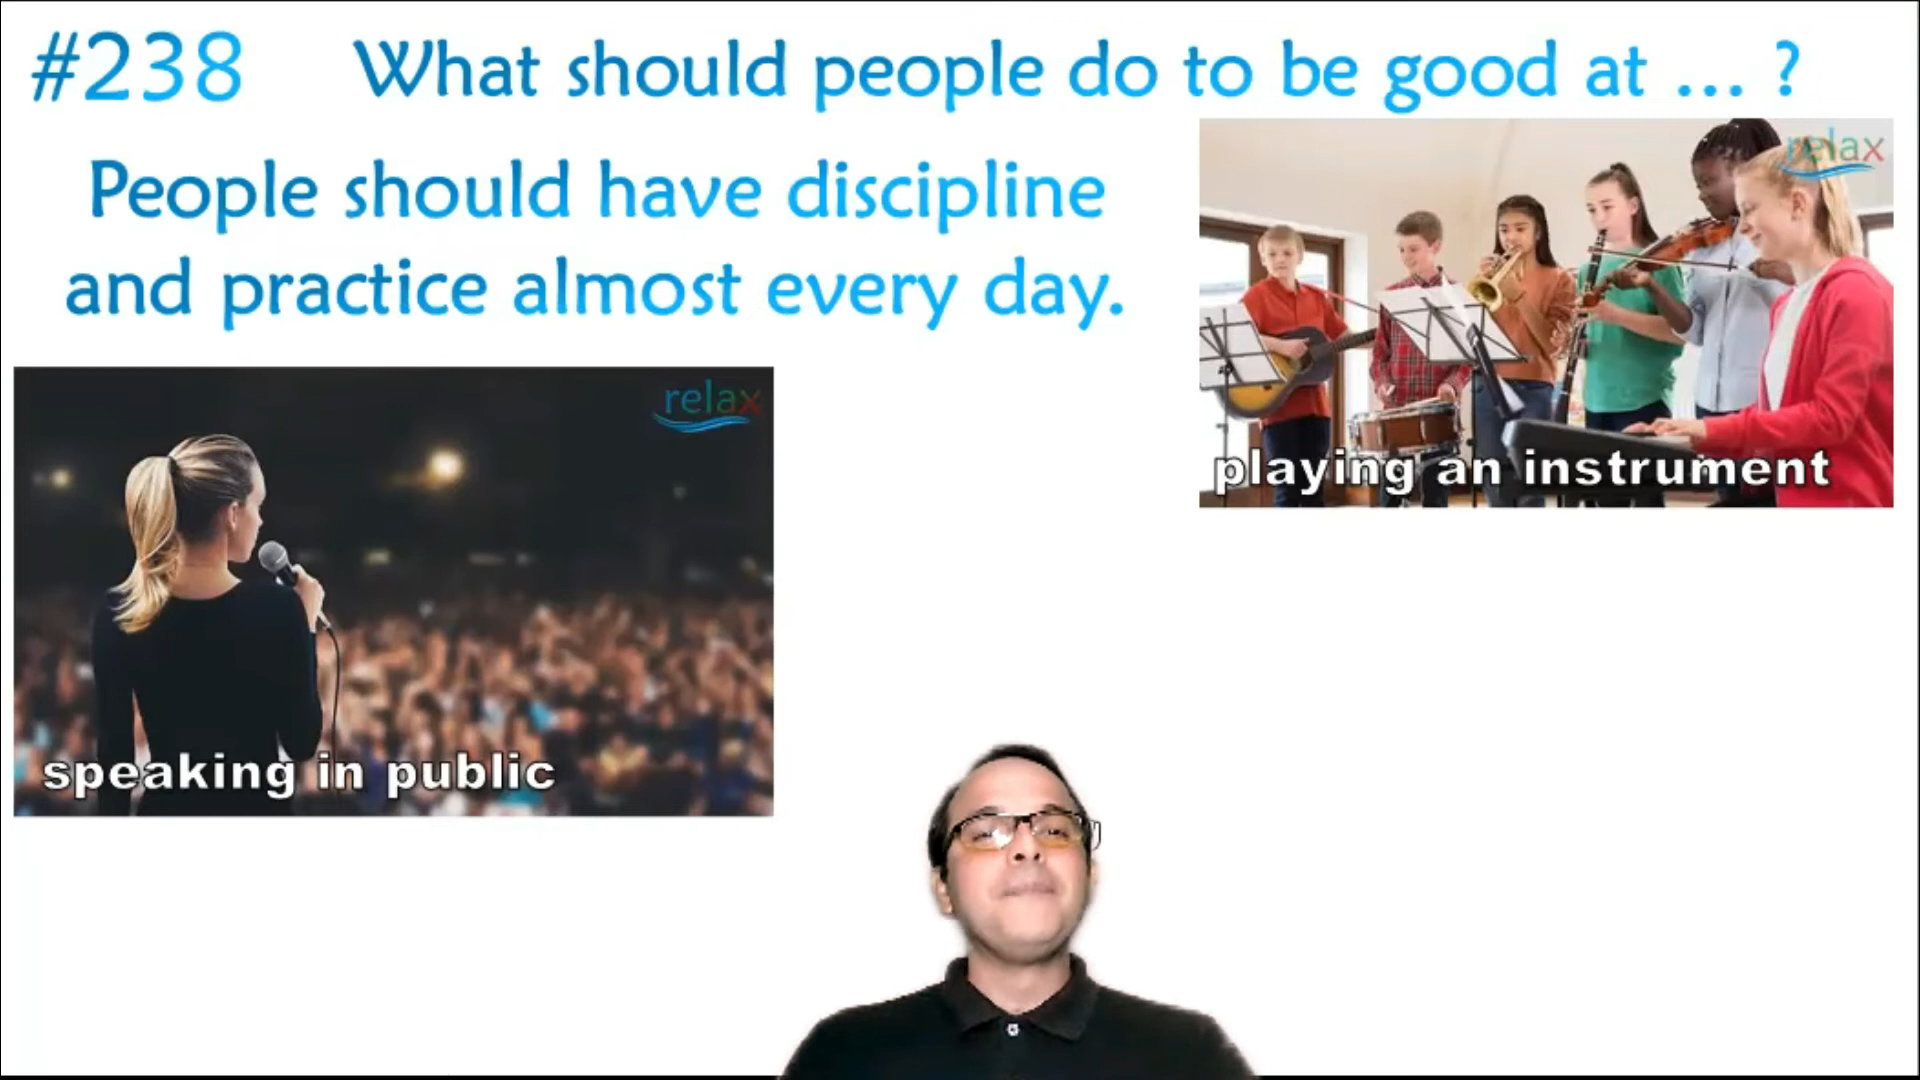 #238 What should people do to be good at ... ?
People should have discipline
and practice almost every day.
relax
playing an instrument
relax
speaking in public